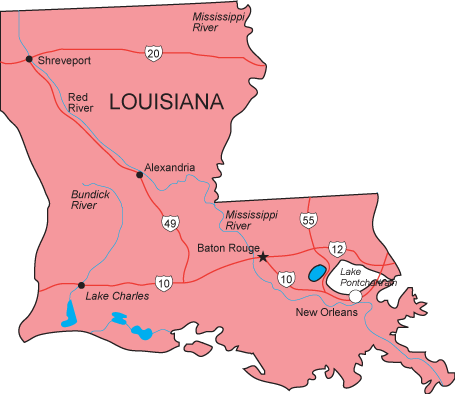 Mississippi
River
20
Shreveport
Red
River
LOUISIANA
Alexandria
Bundick
River
Mississippi
River
49
55
Baton Rouge
12
10
10
Lake
Pontchartrain
Lake Charles
New Orleans